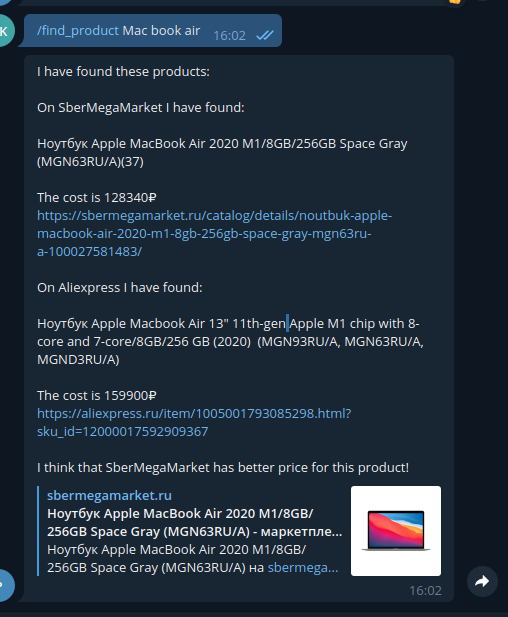 K
/find_product Mac book air 16:02
I have found these products:
On SberMegaMarket I have found:
Ноутбук Apple MacBook Air 2020 M1/8GB/256GB Space Gray
(MGN63RU/A)(37)
The cost is 128340₽
https://sbermegamarket.ru/catalog/details/noutbuk-apple-
macbook-air-2020-m1-8gb-256gb-space-gray-mgn63ru-
a-100027581483/
On Aliexpress I have found:
Ноутбук Apple Macbook Air 13" 11th-gen Apple M1 chip with 8-
core and 7-core/8GB/256 GB (2020)  (MGN93RU/A, MGN63RU/A,
MGND3RU/A)
The cost is 159900₽
https://aliexpress.ru/item/1005001793085298.html?
sku_id=12000017592909367
I think that SberMegaMarket has better price for this product!
sbermegamarket.ru
Ноутбук Apple MacBook Air 2020 M1/8GB/
256GB Space Gray (MGN63RU/A) - маркетпле...
Ноутбук Apple MacBook Air 2020 M1/8GB/
256GB Space Gray (MGN63RU/A) на sbermega...
16:02